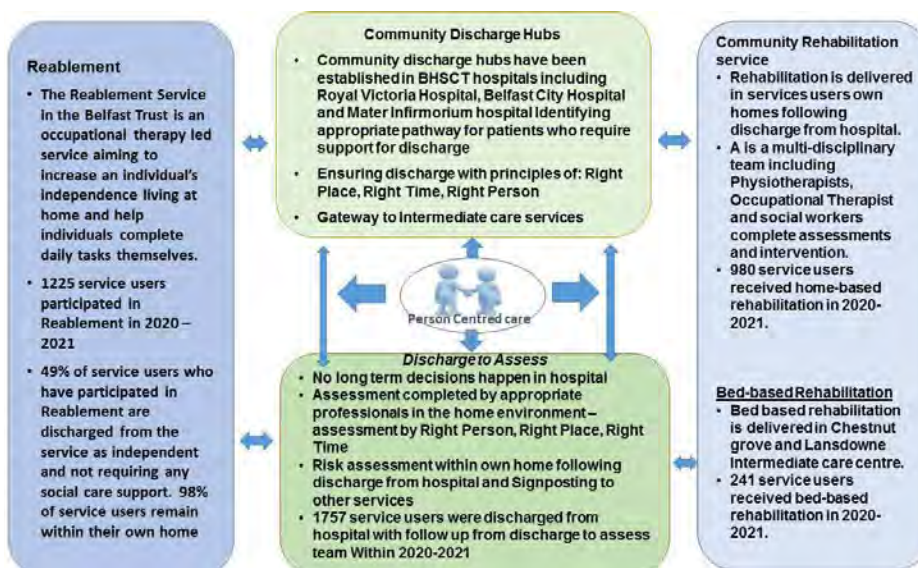 Reablement
• The Reablement Service
in the Belfast Trust is an
occupational therapy led
service aiming to
increase an individual's
independence living at
home and help
individuals complete
daily tasks themselves.
• 1225 service users
participated in
Reablement in 2020 –
2021
• 49% of service users who
have participated in
Reablement are
discharged from the
service as independent
and not requiring any
social care support. 98%
of service users remain
within their own home
Community Discharge Hubs
• Community discharge hubs have been
established in BHSCT hospitals including
Royal Victoria Hospital, Belfast City Hospital
and Mater Infirmorium hospital Identifying
appropriate pathway for patients who require
support for discharge
• Ensuring discharge with principles of: Right
Place, Right Time, Right Person
• Gateway to Intermediate care services
Person Centred care
Discharge to Assess
• No long term decisions happen in hospital
• Assessment completed by appropriate
professionals in the home environment –
assessment by Right Person, Right Place, Right
Time
• Risk assessment within own home following
discharge from hospital and Signposting to
other services
• 1757 service users were discharged from
hospital with follow up from discharge to assess
team Within 2020-2021
Community Rehabilitation
service
• Rehabilitation is delivered
in services users own
homes following
discharge from hospital.
• A is a multi-disciplinary
team including
Physiotherapists,
Occupational Therapist
and social workers
complete assessments
and intervention.
• 980 service users
received home-based
rehabilitation in 2020-
2021.
Bed-based Rehabilitation
• Bed based rehabilitation
is delivered in Chestnut
grove and Lansdowne
Intermediate care centre.
• 241 service users
received bed-based
rehabilitation in 2020-
2021.